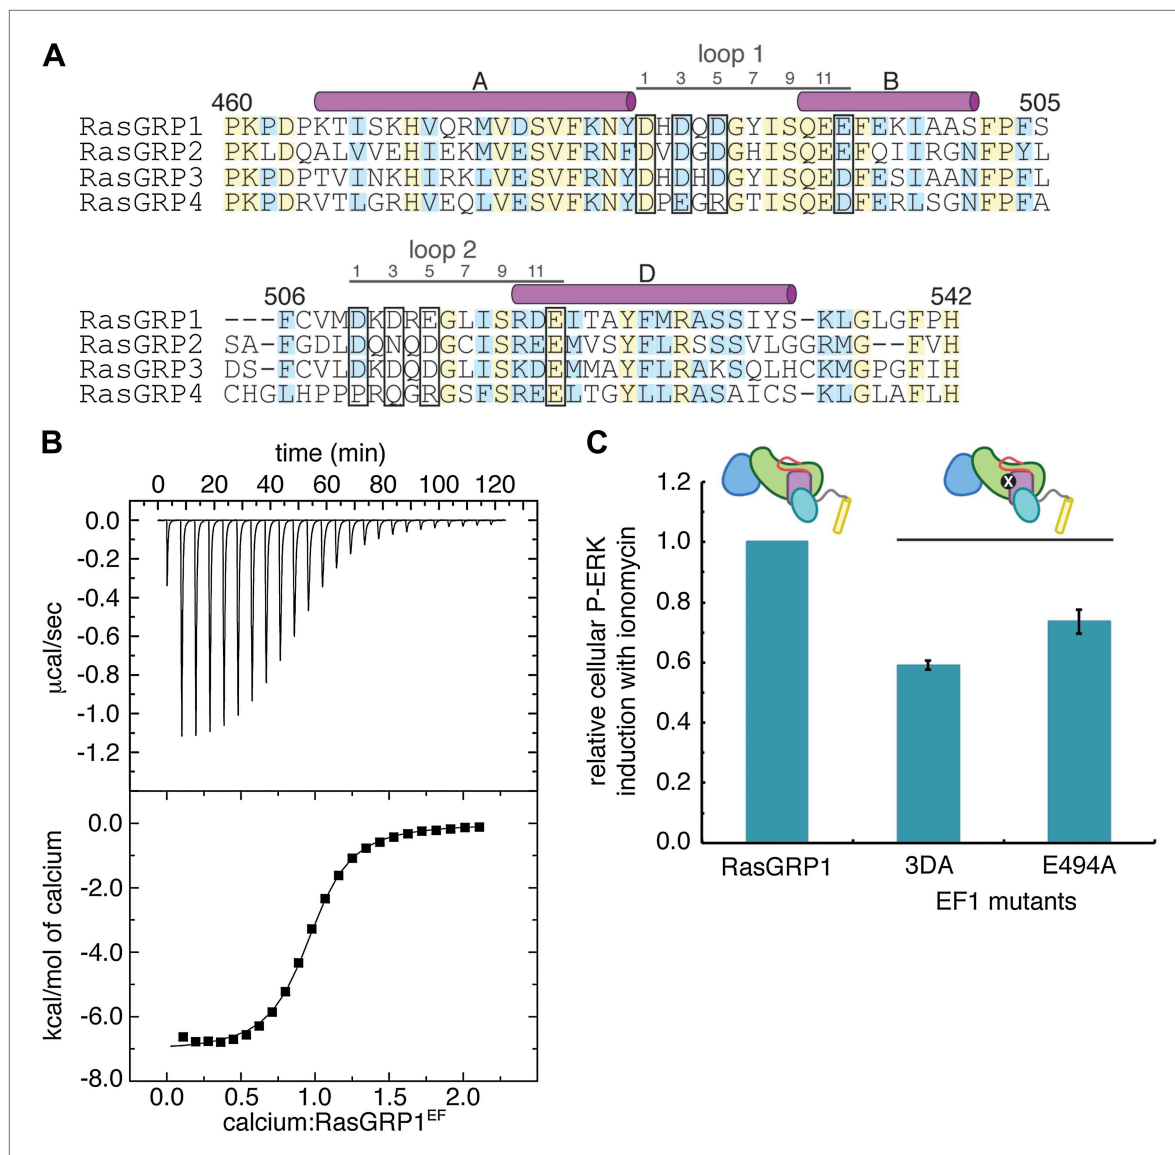 A
loop 1
A 1 3 5 7 9 11 B
460 505
RasGRP1 PKPDPKTISKHVQRMVDSVFKNYDHDQDGYISQEEFEKIAASFPFS
RasGRP2 PKLDQALVVEHIEKMVESVFRNFDVDGDGHISQEEFQIIRGNFPYL
RasGRP3 PKPDPTVINKHIRKLVESVFRNYDHDHDGYISQEDFESIAANFPFL
RasGRP4 PKPDRVTLGRHVEQLVESVFKNYDPEGRGTISQEDFERLSGNFPFA
loop 2
1 3 5 7 9 11 D
506 542
RasGRP1 ---FCVMDKDREGLISRDEITAYFMRASSIYS-KLGLGFPH
RasGRP2 SA-FGDLDQNQDGCISREEMVSYFLRSSSVLGGRMG--FVH
RasGRP3 DS-FCVLDKDQDGLISKDEMMAYFLRAKSQLHCKMGPGFIH
RasGRP4 CHGLHPPPRQGRGSFSREELTGYLLRASAICS-KLGLAFLH
B
time (min)
0 20 40 60 80 100 120
0.0
-0.2
-0.4
-0.6
-0.8
-1.0
-1.2
µcal/sec
0.0
-2.0
-4.0
-6.0
-8.0
kcal/mol of calcium
0.0 0.5 1.0 1.5 2.0
calcium:RasGRP1EF
C
X
1.2
1.0
0.8
0.6
0.4
0.2
0.0
relative cellular P-ERK
induction with ionomycin
RasGRP1 3DA E494A
EF1 mutants